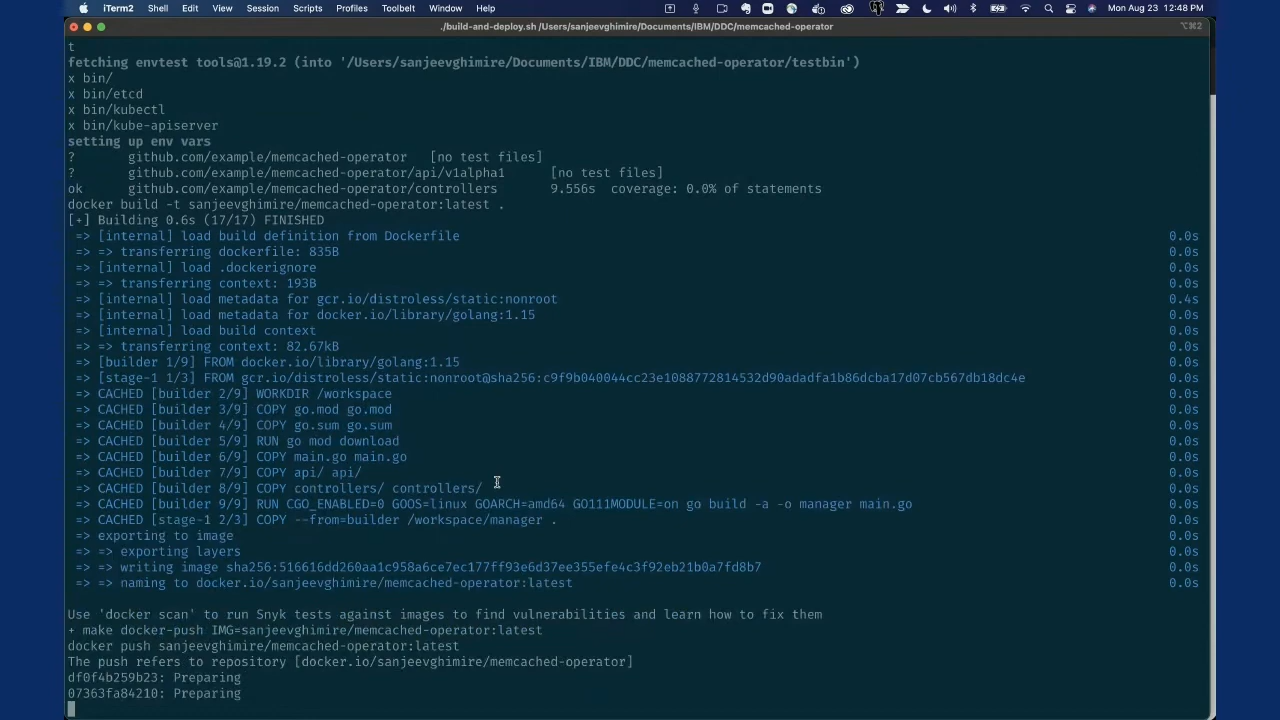 iTerm2 Shell Edit View Session Scripts Profiles Toolbelt Window Help Mon Aug 23 12:48 PM
./build-and-deploy.sh /Users/sanjeevghimire/Documents/IBM/DDC/memcached-operator ⌥⌘2
t
fetching envtest tools@1.19.2 (into '/Users/sanjeevghimire/Documents/IBM/DDC/memcached-operator/testbin')
x bin/
x bin/etcd
x bin/kubectl
x bin/kube-apiserver
setting up env vars
? github.com/example/memcached-operator [no test files]
? github.com/example/memcached-operator/api/v1alpha1 [no test files]
ok github.com/example/memcached-operator/controllers 9.556s coverage: 0.0% of statements
docker build -t sanjeevghimire/memcached-operator:latest .
[+] Building 0.6s (17/17) FINISHED
=> [internal] load build definition from Dockerfile 0.0s
=> => transferring dockerfile: 835B 0.0s
=> [internal] load .dockerignore 0.0s
=> => transferring context: 193B 0.0s
=> [internal] load metadata for gcr.io/distroless/static:nonroot 0.4s
=> [internal] load metadata for docker.io/library/golang:1.15 0.0s
=> [internal] load build context 0.0s
=> => transferring context: 82.67kB 0.0s
=> [builder 1/9] FROM docker.io/library/golang:1.15 0.0s
=> [stage-1 1/3] FROM gcr.io/distroless/static:nonroot@sha256:c9f9b040044cc23e1088772814532d90adadfa1b86dcba17d07cb567db18dc4e 0.0s
=> CACHED [builder 2/9] WORKDIR /workspace 0.0s
=> CACHED [builder 3/9] COPY go.mod go.mod 0.0s
=> CACHED [builder 4/9] COPY go.sum go.sum 0.0s
=> CACHED [builder 5/9] RUN go mod download 0.0s
=> CACHED [builder 6/9] COPY main.go main.go 0.0s
=> CACHED [builder 7/9] COPY api/ api/ 0.0s
=> CACHED [builder 8/9] COPY controllers/ controllers/ 0.0s
=> CACHED [builder 9/9] RUN CGO_ENABLED=0 GOOS=linux GOARCH=amd64 GO111MODULE=on go build -a -o manager main.go 0.0s
=> CACHED [stage-1 2/3] COPY --from=builder /workspace/manager . 0.0s
=> exporting to image 0.0s
=> => exporting layers 0.0s
=> => writing image sha256:516616dd260aa1c958a6ce7ec177ff93e6d37ee355efe4c3f92eb21b0a7fd8b7 0.0s
=> => naming to docker.io/sanjeevghimire/memcached-operator:latest 0.0s
Use 'docker scan' to run Snyk tests against images to find vulnerabilities and learn how to fix them
+ make docker-push IMG=sanjeevghimire/memcached-operator:latest
docker push sanjeevghimire/memcached-operator:latest
The push refers to repository [docker.io/sanjeevghimire/memcached-operator]
df0f4b259b23: Preparing
07363fa84210: Preparing